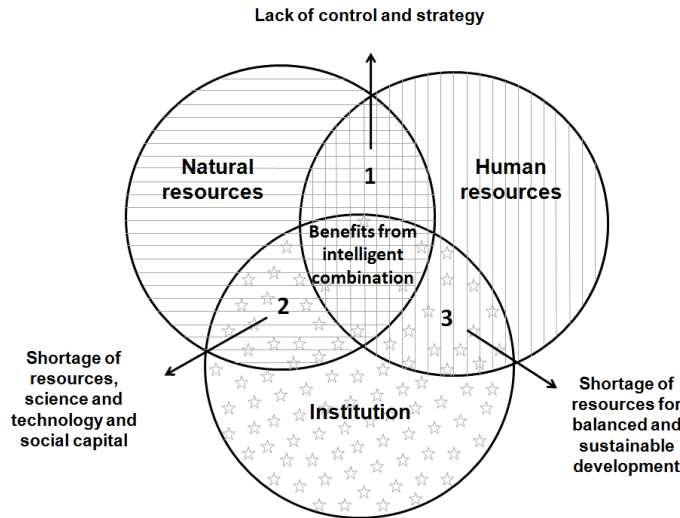 Lack of control and strategy
Natural
resources
1
Human
resources
Benefits from
intelligent
combination
2
3
Shortage of
resources,
science and
technology and
social capital
Institution
Shortage of
resources for
balanced and
sustainable
development